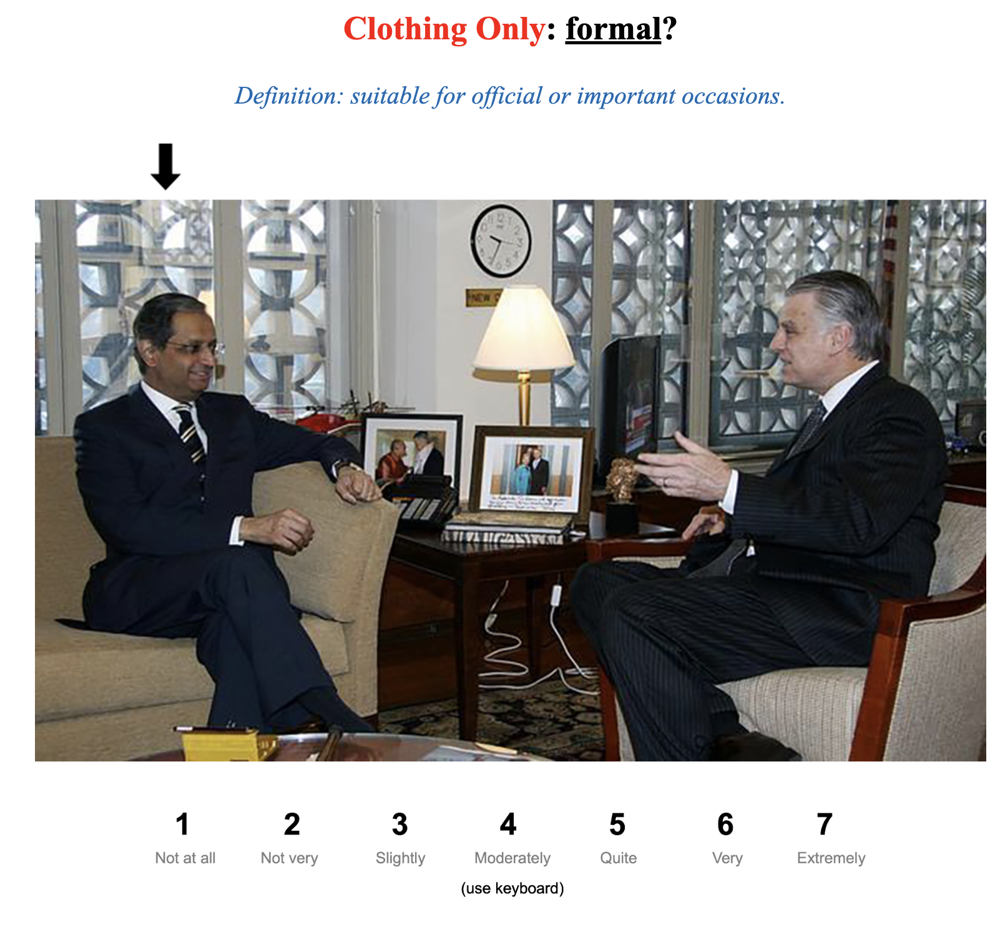 Clothing Only: formal?
Definition: suitable for official or important occasions.
NEW
1 2 3 4 5 6 7
Not at all Not very Slightly Moderately Quite Very Extremely
(use keyboard)